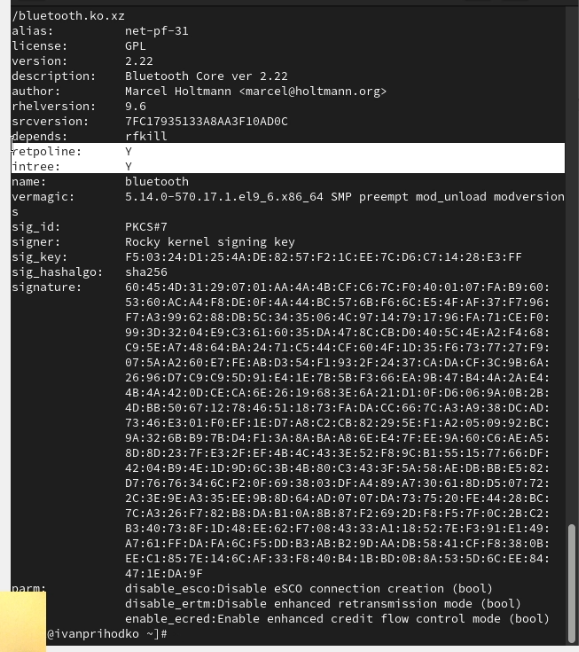 /bluetooth.ko.xz
alias:          net-pf-31
license:        GPL
version:        2.22
description:    Bluetooth Core ver 2.22
author:         Marcel Holtmann <marcel@holtmann.org>
rhelversion:    9.6
srcversion:     7FC17935133A8AA3F10AD0C
depends:        rfkill
retpoline:      Y
intree:         Y
name:           bluetooth
vermagic:       5.14.0-570.17.1.el9_6.x86_64 SMP preempt mod_unload modversion
s
sig_id:         PKCS#7
signer:         Rocky kernel signing key
sig_key:        F5:03:24:D1:25:4A:DE:82:57:F2:1C:EE:7C:D6:C7:14:28:E3:FF
sig_hashalgo:   sha256
signature:      60:45:4D:31:29:07:01:AA:4A:4B:CF:C6:7C:F0:40:01:07:FA:B9:60:
                53:60:AC:A4:F8:DE:0F:4A:44:BC:57:6B:F6:6C:E5:4F:AF:37:F7:96:
                F7:A3:99:62:88:DB:5C:34:35:06:4C:97:14:79:17:96:FA:71:CE:F0:
                99:3D:32:04:E9:C3:61:60:35:DA:47:8C:CB:D0:40:5C:4E:A2:F4:68:
                C9:5E:A7:48:64:BA:24:71:C5:44:CF:60:4F:1D:35:F6:73:77:27:F9:
                07:5A:A2:60:E7:FE:AB:D3:54:F1:93:2F:24:37:CA:DA:CF:3C:9B:6A:
                26:96:D7:C9:C9:5D:91:E4:1E:7B:5B:F3:66:EA:9B:47:B4:4A:2A:E4:
                4B:4A:42:0D:CE:CA:6E:26:19:68:3E:6A:21:D1:0F:D6:06:9A:0B:2B:
                4D:BB:50:67:12:78:46:51:18:73:FA:DA:CC:66:7C:A3:A9:38:DC:AD:
                73:46:E3:01:F0:EF:1E:D7:A8:C2:CB:82:29:5E:F1:A2:05:09:92:BC:
                9A:32:6B:B9:7B:D4:F1:3A:8A:BA:A8:6E:E4:7F:EE:9A:60:C6:AE:A5:
                8D:8D:23:7F:E3:2F:EF:4B:4C:43:3E:52:F8:9C:B1:55:15:77:66:DF:
                42:04:B9:4E:1D:9D:6C:3B:4B:80:C3:43:3F:5A:58:AE:DB:BB:E5:82:
                D7:76:76:34:6C:F2:0F:69:38:03:DF:A4:89:A7:30:61:8D:D5:07:72:
                2C:3E:9E:A3:35:EE:9B:8D:64:AD:07:07:DA:73:75:20:FE:44:28:BC:
                7C:A3:26:F7:82:B8:DA:B1:0A:8B:87:F2:69:2D:F8:F5:7F:0C:2B:C2:
                B3:40:73:8F:1D:48:EE:62:F7:08:43:33:A1:18:52:7E:F3:91:E1:49:
                A7:61:FF:DA:FA:6C:F5:DD:B3:AB:B2:9D:AA:DB:58:41:CF:F8:38:0B:
                EE:C1:85:7E:14:6C:AF:33:F8:40:B4:1B:BD:0B:8A:53:5D:6C:EE:84:
                47:1E:DA:9F
parm:           disable_esco:Disable eSCO connection creation (bool)
                disable_ertm:Disable enhanced retransmission mode (bool)
                enable_ecred:Enable enhanced credit flow control mode (bool)
@ivanprihodko ~]#